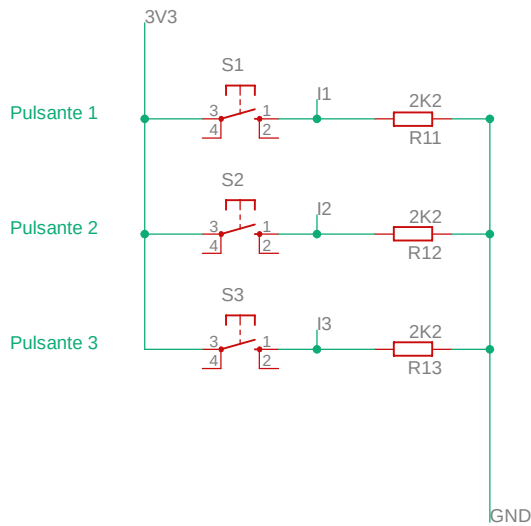 3V3
S1
Pulsante 1
3
1
I1
2K2
4
2
R11
S2
Pulsante 2
3
1
I2
2K2
4
2
R12
S3
Pulsante 3
3
1
I3
2K2
4
2
R13
GND